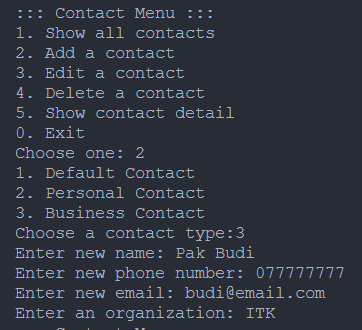 ::: Contact Menu :::
1. Show all contacts
2. Add a contact
3. Edit a contact
4. Delete a contact
5. Show contact detail
0. Exit
Choose one: 2
1. Default Contact
2. Personal Contact
3. Business Contact
Choose a contact type:3
Enter new name: Pak Budi
Enter new phone number: 077777777
Enter new email: budi@email.com
Enter an organization: ITK